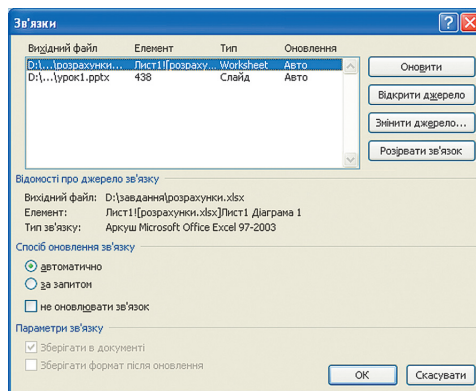 Зв'язки
Вихідний файл Елемент Тип Оновлення
D:\...\розрахунки... Лист1![розраху... Worksheet Авто
D:\...\урок1.pptx 438 Слайд Авто
Оновити
Відкрити джерело
Змінити джерело...
Розірвати зв'язок
Відомості про джерело зв'язку
Вихідний файл: D:\завдання\розрахунки.xlsx
Елемент: Лист1![розрахунки.xlsx]Лист1 Діаграма 1
Тип зв'язку: Аркуш Microsoft Office Excel 97-2003
Спосіб оновлення зв'язку
автоматично
за запитом
не оновлювати зв'язок
Параметри зв'язку
Зберігати в документі
Зберігати формат після оновлення
ОК Скасувати